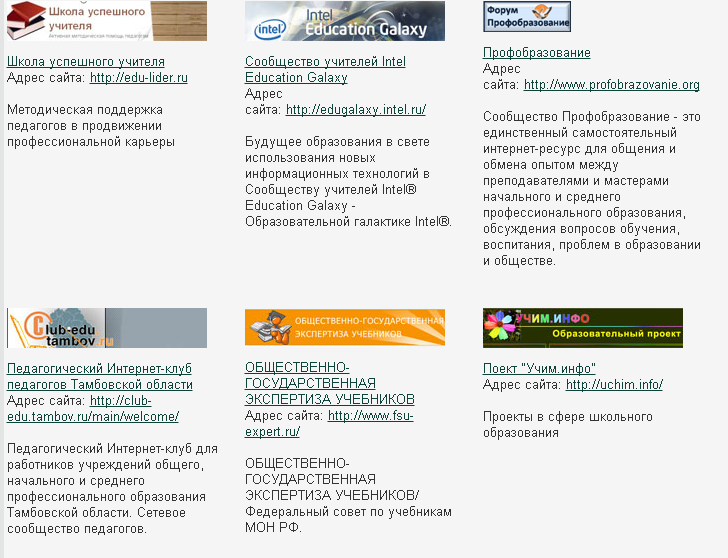 Школа успешного
учителя
Активная методическая помощь педагогам
Школа успешного учителя
Адрес сайта: http://edu-lider.ru
Методическая поддержка
педагогов в продвижении
профессиональной карьеры
intel
Intel
Education Galaxy
Сообщество учителей Intel
Education Galaxy
Адрес
сайта: http://edugalaxy.intel.ru/
Будущее образования в свете
использования новых
информационных технологий в
Сообществу учителей Intel®
Education Galaxy -
Образовательной галактике Intel®.
Форум
Профобразование
Профобразование
Адрес
сайта: http://www.profobrazovanie.org
Сообщество Профобразование - это
единственный самостоятельный
интернет-ресурс для общения и
обмена опытом между
преподавателями и мастерами
начального и среднего
профессионального образования,
обсуждения вопросов обучения,
воспитания, проблем в образовании
и обществе.
Club-edu
tambov.ru
Педагогический Интернет-клуб
педагогов Тамбовской области
Адрес сайта: http://club-
edu.tambov.ru/main/welcome/
Педагогический Интернет-клуб для
работников учреждений общего,
начального и среднего
профессионального образования
Тамбовской области. Сетевое
сообщество педагогов.
ОБЩЕСТВЕННО-ГОСУДАРСТВЕННАЯ
ЭКСПЕРТИЗА УЧЕБНИКОВ
ОБЩЕСТВЕННО-
ГОСУДАРСТВЕННАЯ
ЭКСПЕРТИЗА УЧЕБНИКОВ
Адрес сайта: http://www.fsu-
expert.ru/
ОБЩЕСТВЕННО-
ГОСУДАРСТВЕННАЯ
ЭКСПЕРТИЗА УЧЕБНИКОВ/
Федеральный совет по учебникам
МОН РФ.
УЧИМ.ИНФО
Образовательный проект
Поект "Учим.инфо"
Адрес сайта: http://uchim.info/
Проекты в сфере школьного
образования